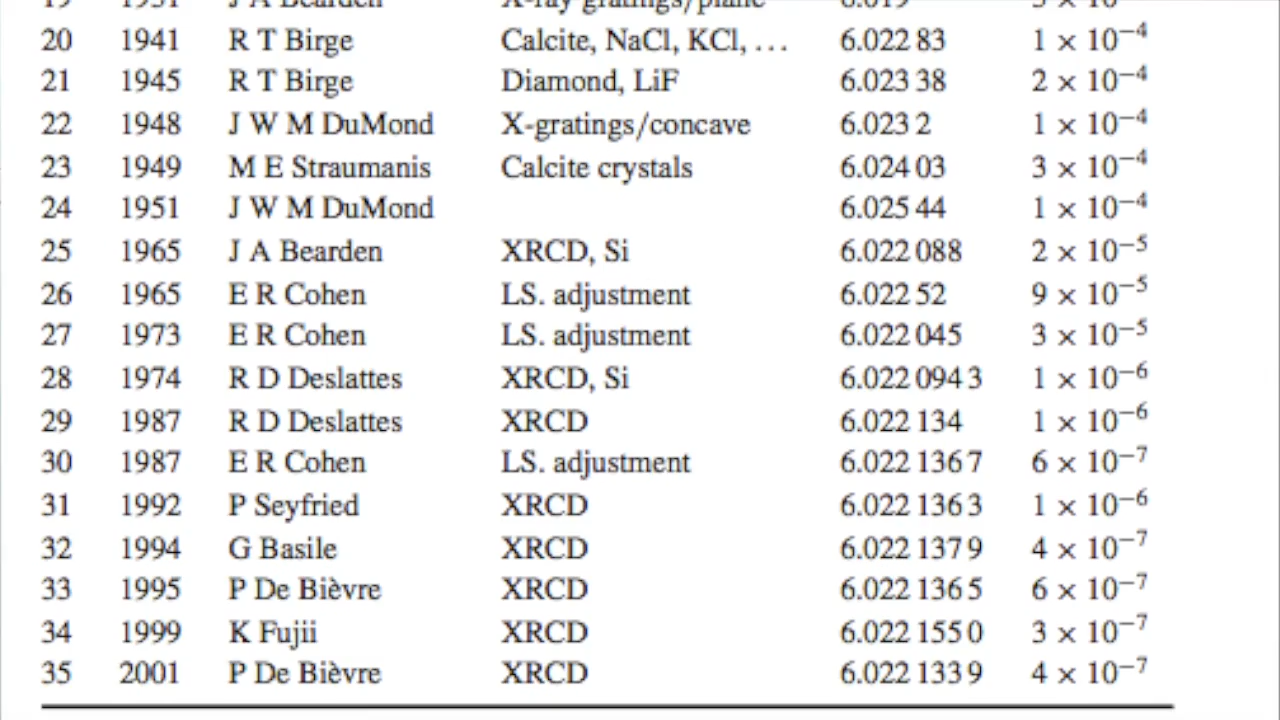 19 1931 J A Bearden X-ray gratings/plane 6.019
20 1941 R T Birge Calcite, NaCl, KCl, … 6.022 83 1 × 10⁻⁴
21 1945 R T Birge Diamond, LiF 6.023 38 2 × 10⁻⁴
22 1948 J W M DuMond X-gratings/concave 6.023 2 1 × 10⁻⁴
23 1949 M E Straumanis Calcite crystals 6.024 03 3 × 10⁻⁴
24 1951 J W M DuMond 6.025 44 1 × 10⁻⁴
25 1965 J A Bearden XRCD, Si 6.022 088 2 × 10⁻⁵
26 1965 E R Cohen LS. adjustment 6.022 52 9 × 10⁻⁵
27 1973 E R Cohen LS. adjustment 6.022 045 3 × 10⁻⁵
28 1974 R D Deslattes XRCD, Si 6.022 094 3 1 × 10⁻⁶
29 1987 R D Deslattes XRCD 6.022 134 1 × 10⁻⁶
30 1987 E R Cohen LS. adjustment 6.022 136 7 6 × 10⁻⁷
31 1992 P Seyfried XRCD 6.022 136 3 1 × 10⁻⁶
32 1994 G Basile XRCD 6.022 137 9 4 × 10⁻⁷
33 1995 P De Bièvre XRCD 6.022 136 5 6 × 10⁻⁷
34 1999 K Fujii XRCD 6.022 155 0 3 × 10⁻⁷
35 2001 P De Bièvre XRCD 6.022 133 9 4 × 10⁻⁷